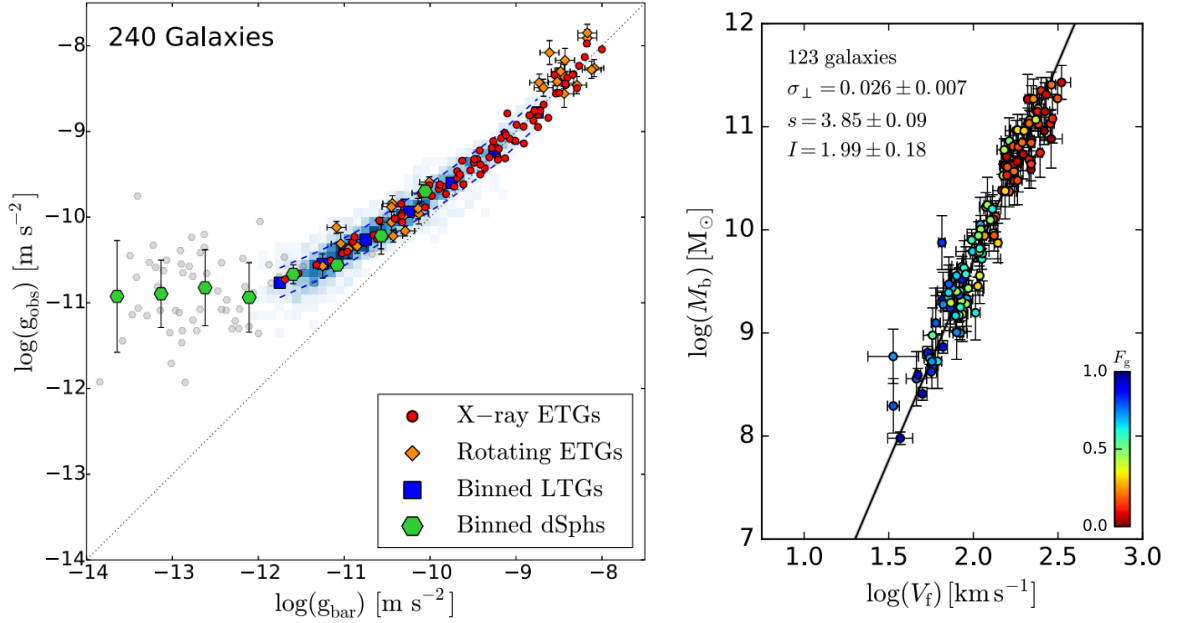 240 Galaxies
log(g_obs) [m s⁻²]
−8
−9
−10
−11
−12
−13
−14
X−ray ETGs
Rotating ETGs
Binned LTGs
Binned dSphs
−14 −13 −12 −11 −10 −9 −8
log(g_bar) [m s⁻²]
123 galaxies
σ_⊥ = 0.026 ± 0.007
s = 3.85 ± 0.09
I = 1.99 ± 0.18
log(M_b) [M_⊙]
12
11
10
9
8
7
F_g
1.0
0.5
0.0
1.0 1.5 2.0 2.5 3.0
log(V_f) [km s⁻¹]